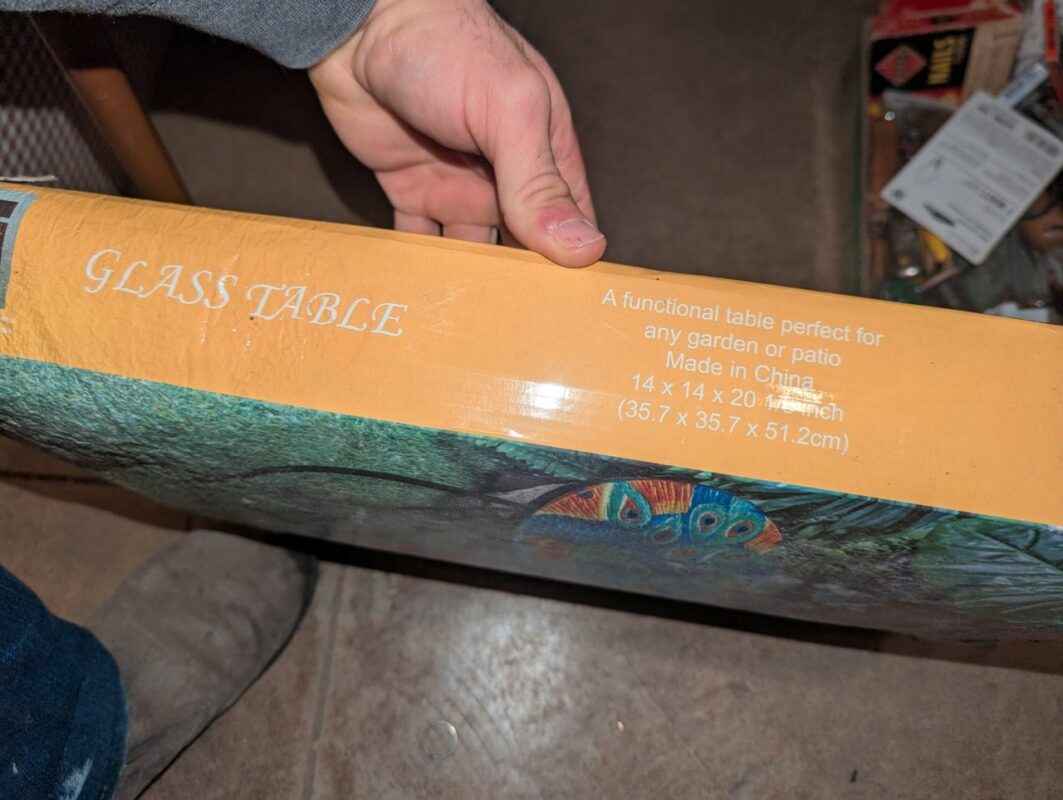 GLASS TABLE
A functional table perfect for
any garden or patio
Made in China
14 x 14 x 20 inch
(35.7 x 35.7 x 51.2cm)
NAILS